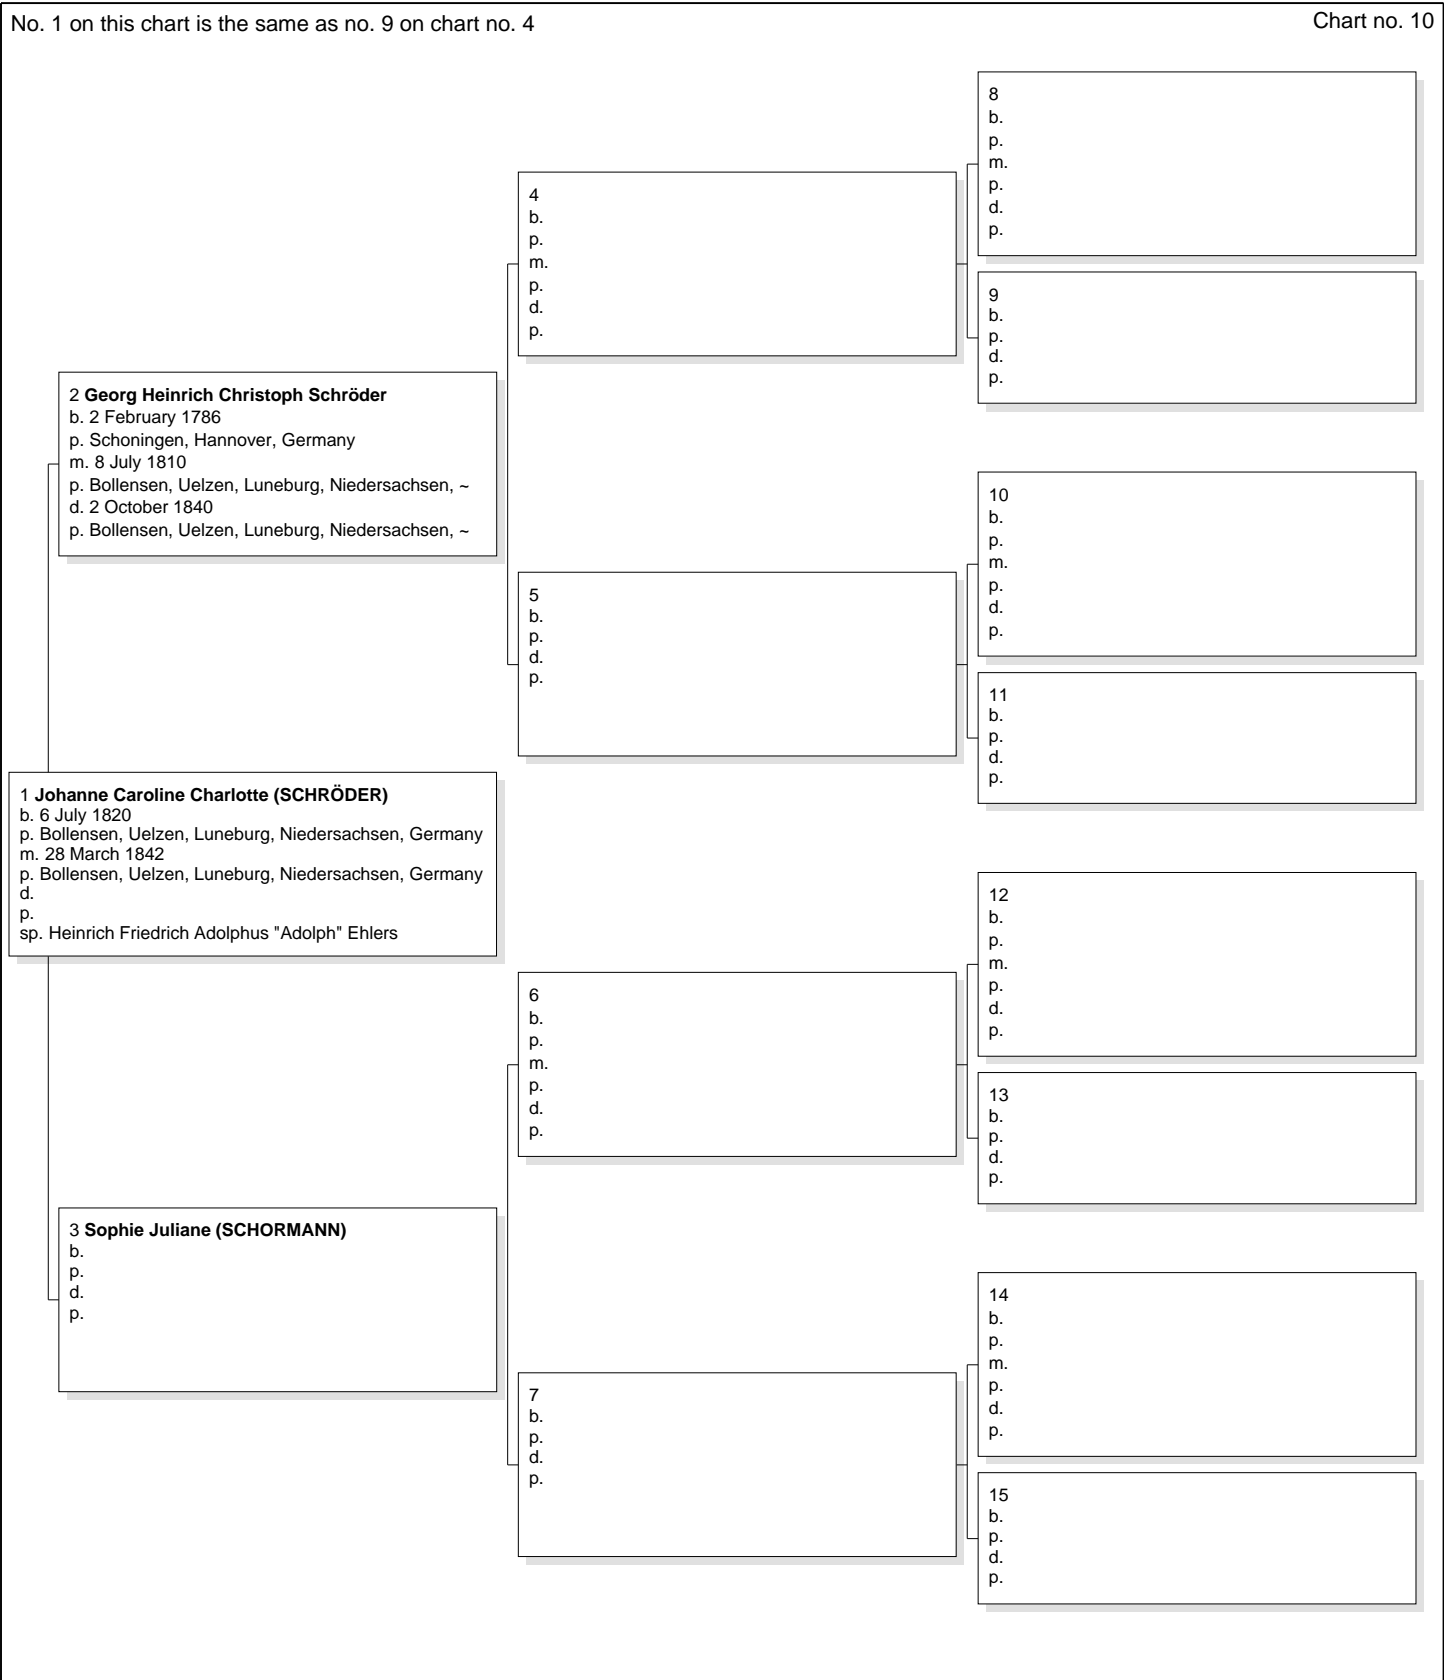 No. 1 on this chart is the same as no. 9 on chart no. 4
Chart no. 10
8
b.
p.
m.
p.
d.
p.
4
b.
p.
m.
p.
d.
p.
9
b.
p.
d.
p.
2 Georg Heinrich Christoph Schröder
b. 2 February 1786
p. Schoningen, Hannover, Germany
m. 8 July 1810
p. Bollensen, Uelzen, Luneburg, Niedersachsen, ~
d. 2 October 1840
p. Bollensen, Uelzen, Luneburg, Niedersachsen, ~
10
b.
p.
m.
p.
d.
p.
5
b.
p.
d.
p.
11
b.
p.
d.
p.
1 Johanne Caroline Charlotte (SCHRÖDER)
b. 6 July 1820
p. Bollensen, Uelzen, Luneburg, Niedersachsen, Germany
m. 28 March 1842
p. Bollensen, Uelzen, Luneburg, Niedersachsen, Germany
d.
p.
sp. Heinrich Friedrich Adolphus "Adolph" Ehlers
12
b.
p.
m.
p.
d.
p.
6
b.
p.
m.
p.
d.
p.
13
b.
p.
d.
p.
3 Sophie Juliane (SCHORMANN)
b.
p.
d.
p.
14
b.
p.
m.
p.
d.
p.
7
b.
p.
d.
p.
15
b.
p.
d.
p.